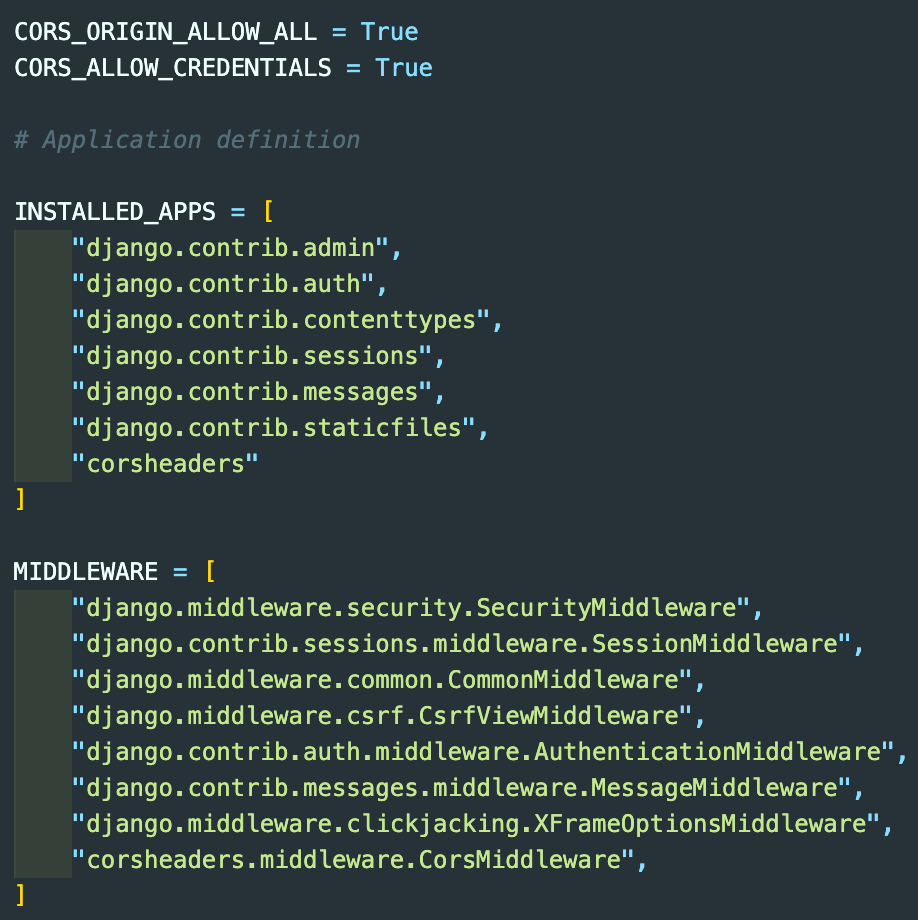 CORS_ORIGIN_ALLOW_ALL = True
CORS_ALLOW_CREDENTIALS = True
# Application definition
INSTALLED_APPS = [
"django.contrib.admin",
"django.contrib.auth",
"django.contrib.contenttypes",
"django.contrib.sessions",
"django.contrib.messages",
"django.contrib.staticfiles",
"corsheaders"
]
MIDDLEWARE = [
"django.middleware.security.SecurityMiddleware",
"django.contrib.sessions.middleware.SessionMiddleware",
"django.middleware.common.CommonMiddleware",
"django.middleware.csrf.CsrfViewMiddleware",
"django.contrib.auth.middleware.AuthenticationMiddleware",
"django.contrib.messages.middleware.MessageMiddleware",
"django.middleware.clickjacking.XFrameOptionsMiddleware",
"corsheaders.middleware.CorsMiddleware",
]